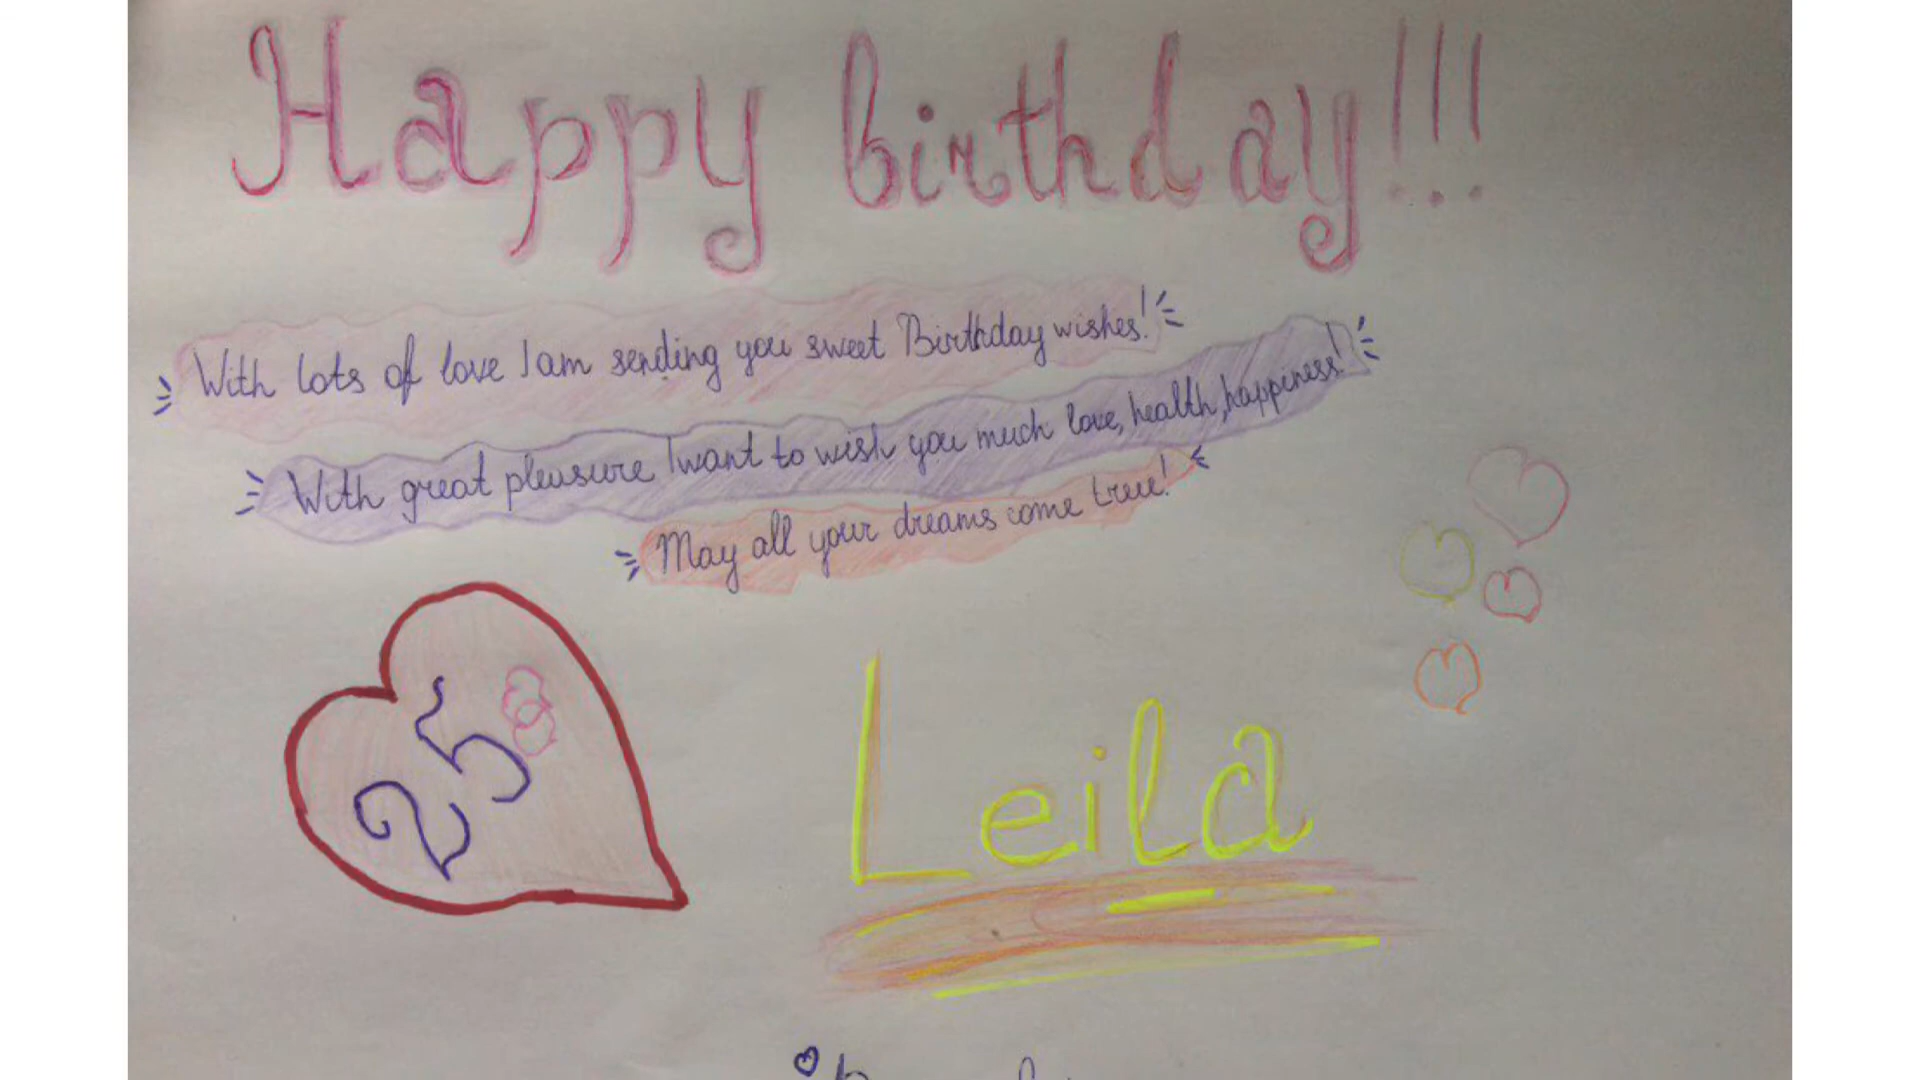 Happy birthday!!!
With lots of love I am sending you sweet Birthday wishes!
With great pleasure I want to wish you much love, health, happiness!
May all your dreams come true!
25
Leila